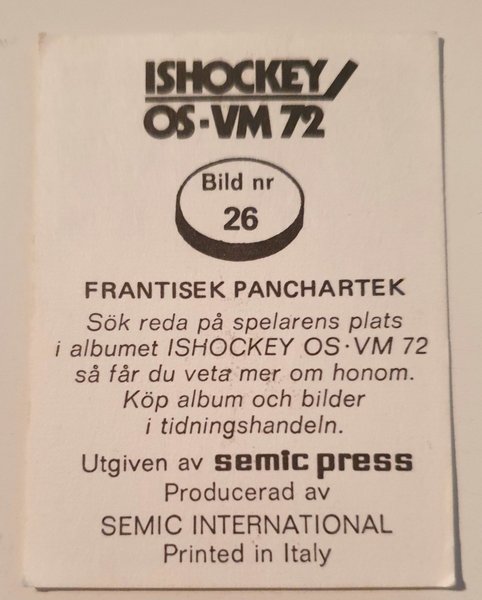 ISHOCKEY/
OS-VM 72
Bild nr
26
FRANTISEK PANCHARTEK
Sök reda på spelarens plats
i albumet ISHOCKEY OS·VM 72
så får du veta mer om honom.
Köp album och bilder
i tidningshandeln.
Utgiven av semic press
Producerad av
SEMIC INTERNATIONAL
Printed in Italy